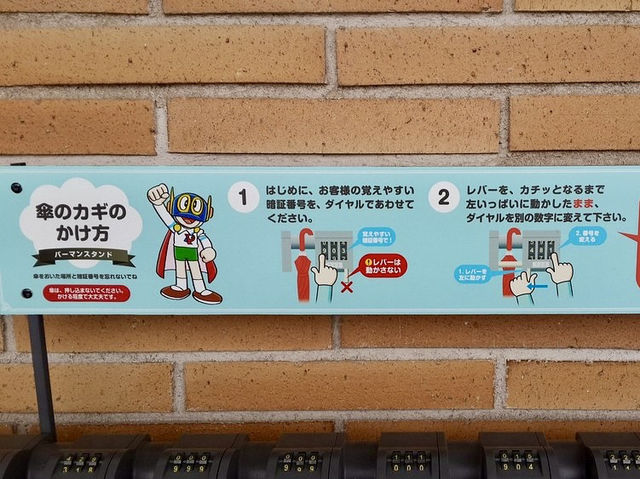 傘のカギの
かけ方
パーマンスタンド
傘をおいた場所と暗証番号を忘れないでね
傘は、押し込まないでください。
かける程度で大丈夫です。
1
はじめに、お客様の覚えやすい
暗証番号を、ダイヤルであわせて
ください。
覚えやすい
暗証番号で!
レバーは
動かさない
2
レバーを、カチッとなるまで
左いっぱいに動かしたまま、
ダイヤルを別の数字に変えて下さい。
2. 番号を
変える
1. レバーを
左に動かす
000
904